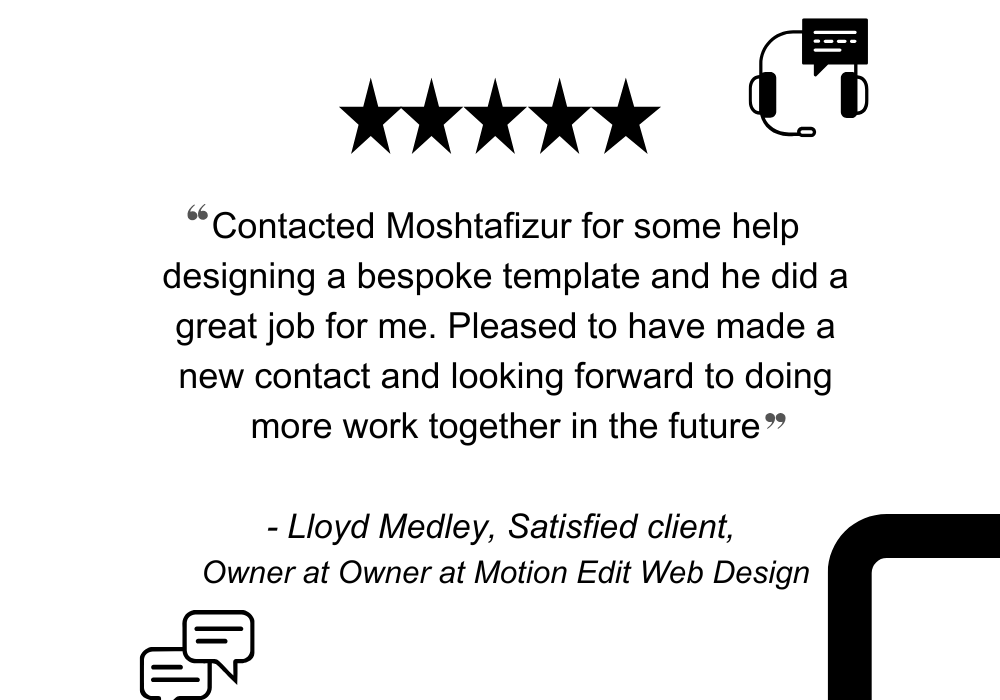 “Contacted Moshtafizur for some help
designing a bespoke template and he did a
great job for me. Pleased to have made a
new contact and looking forward to doing
more work together in the future”
- Lloyd Medley, Satisfied client,
Owner at Owner at Motion Edit Web Design